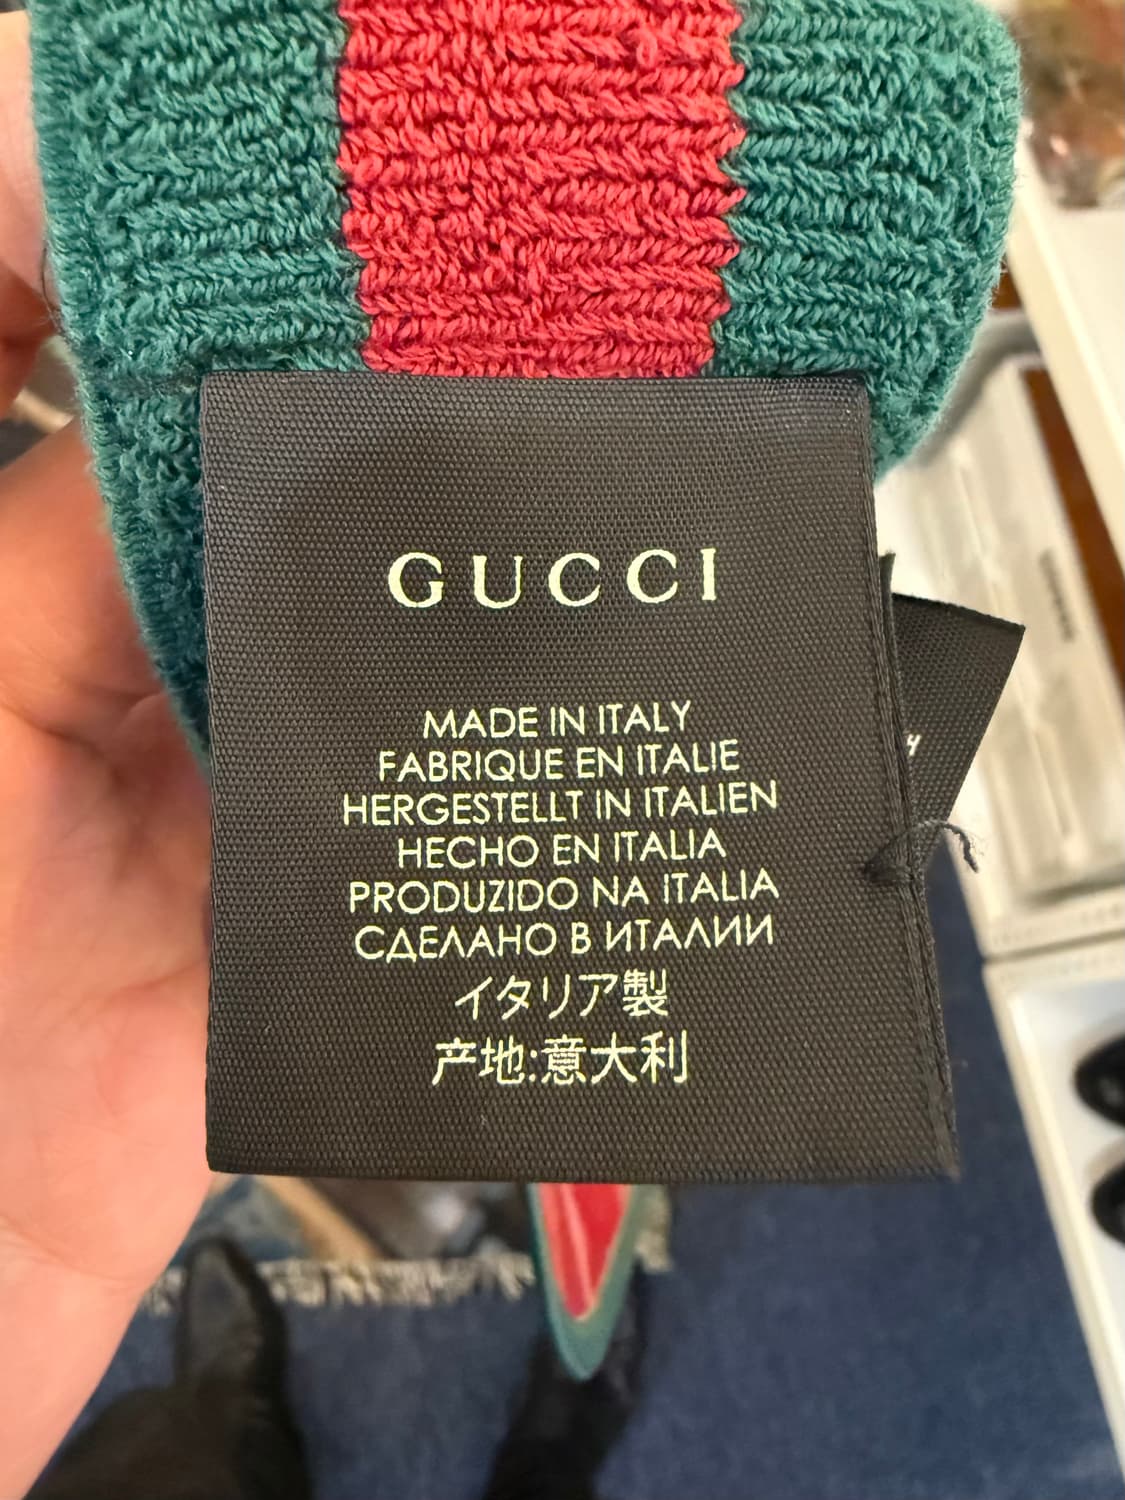 GUCCI
MADE IN ITALY
FABRIQUE EN ITALIE
HERGESTELLT IN ITALIEN
HECHO EN ITALIA
PRODUZIDO NA ITALIA
СДЕЛАНО В ИТАЛИИ
イタリア製
产地:意大利